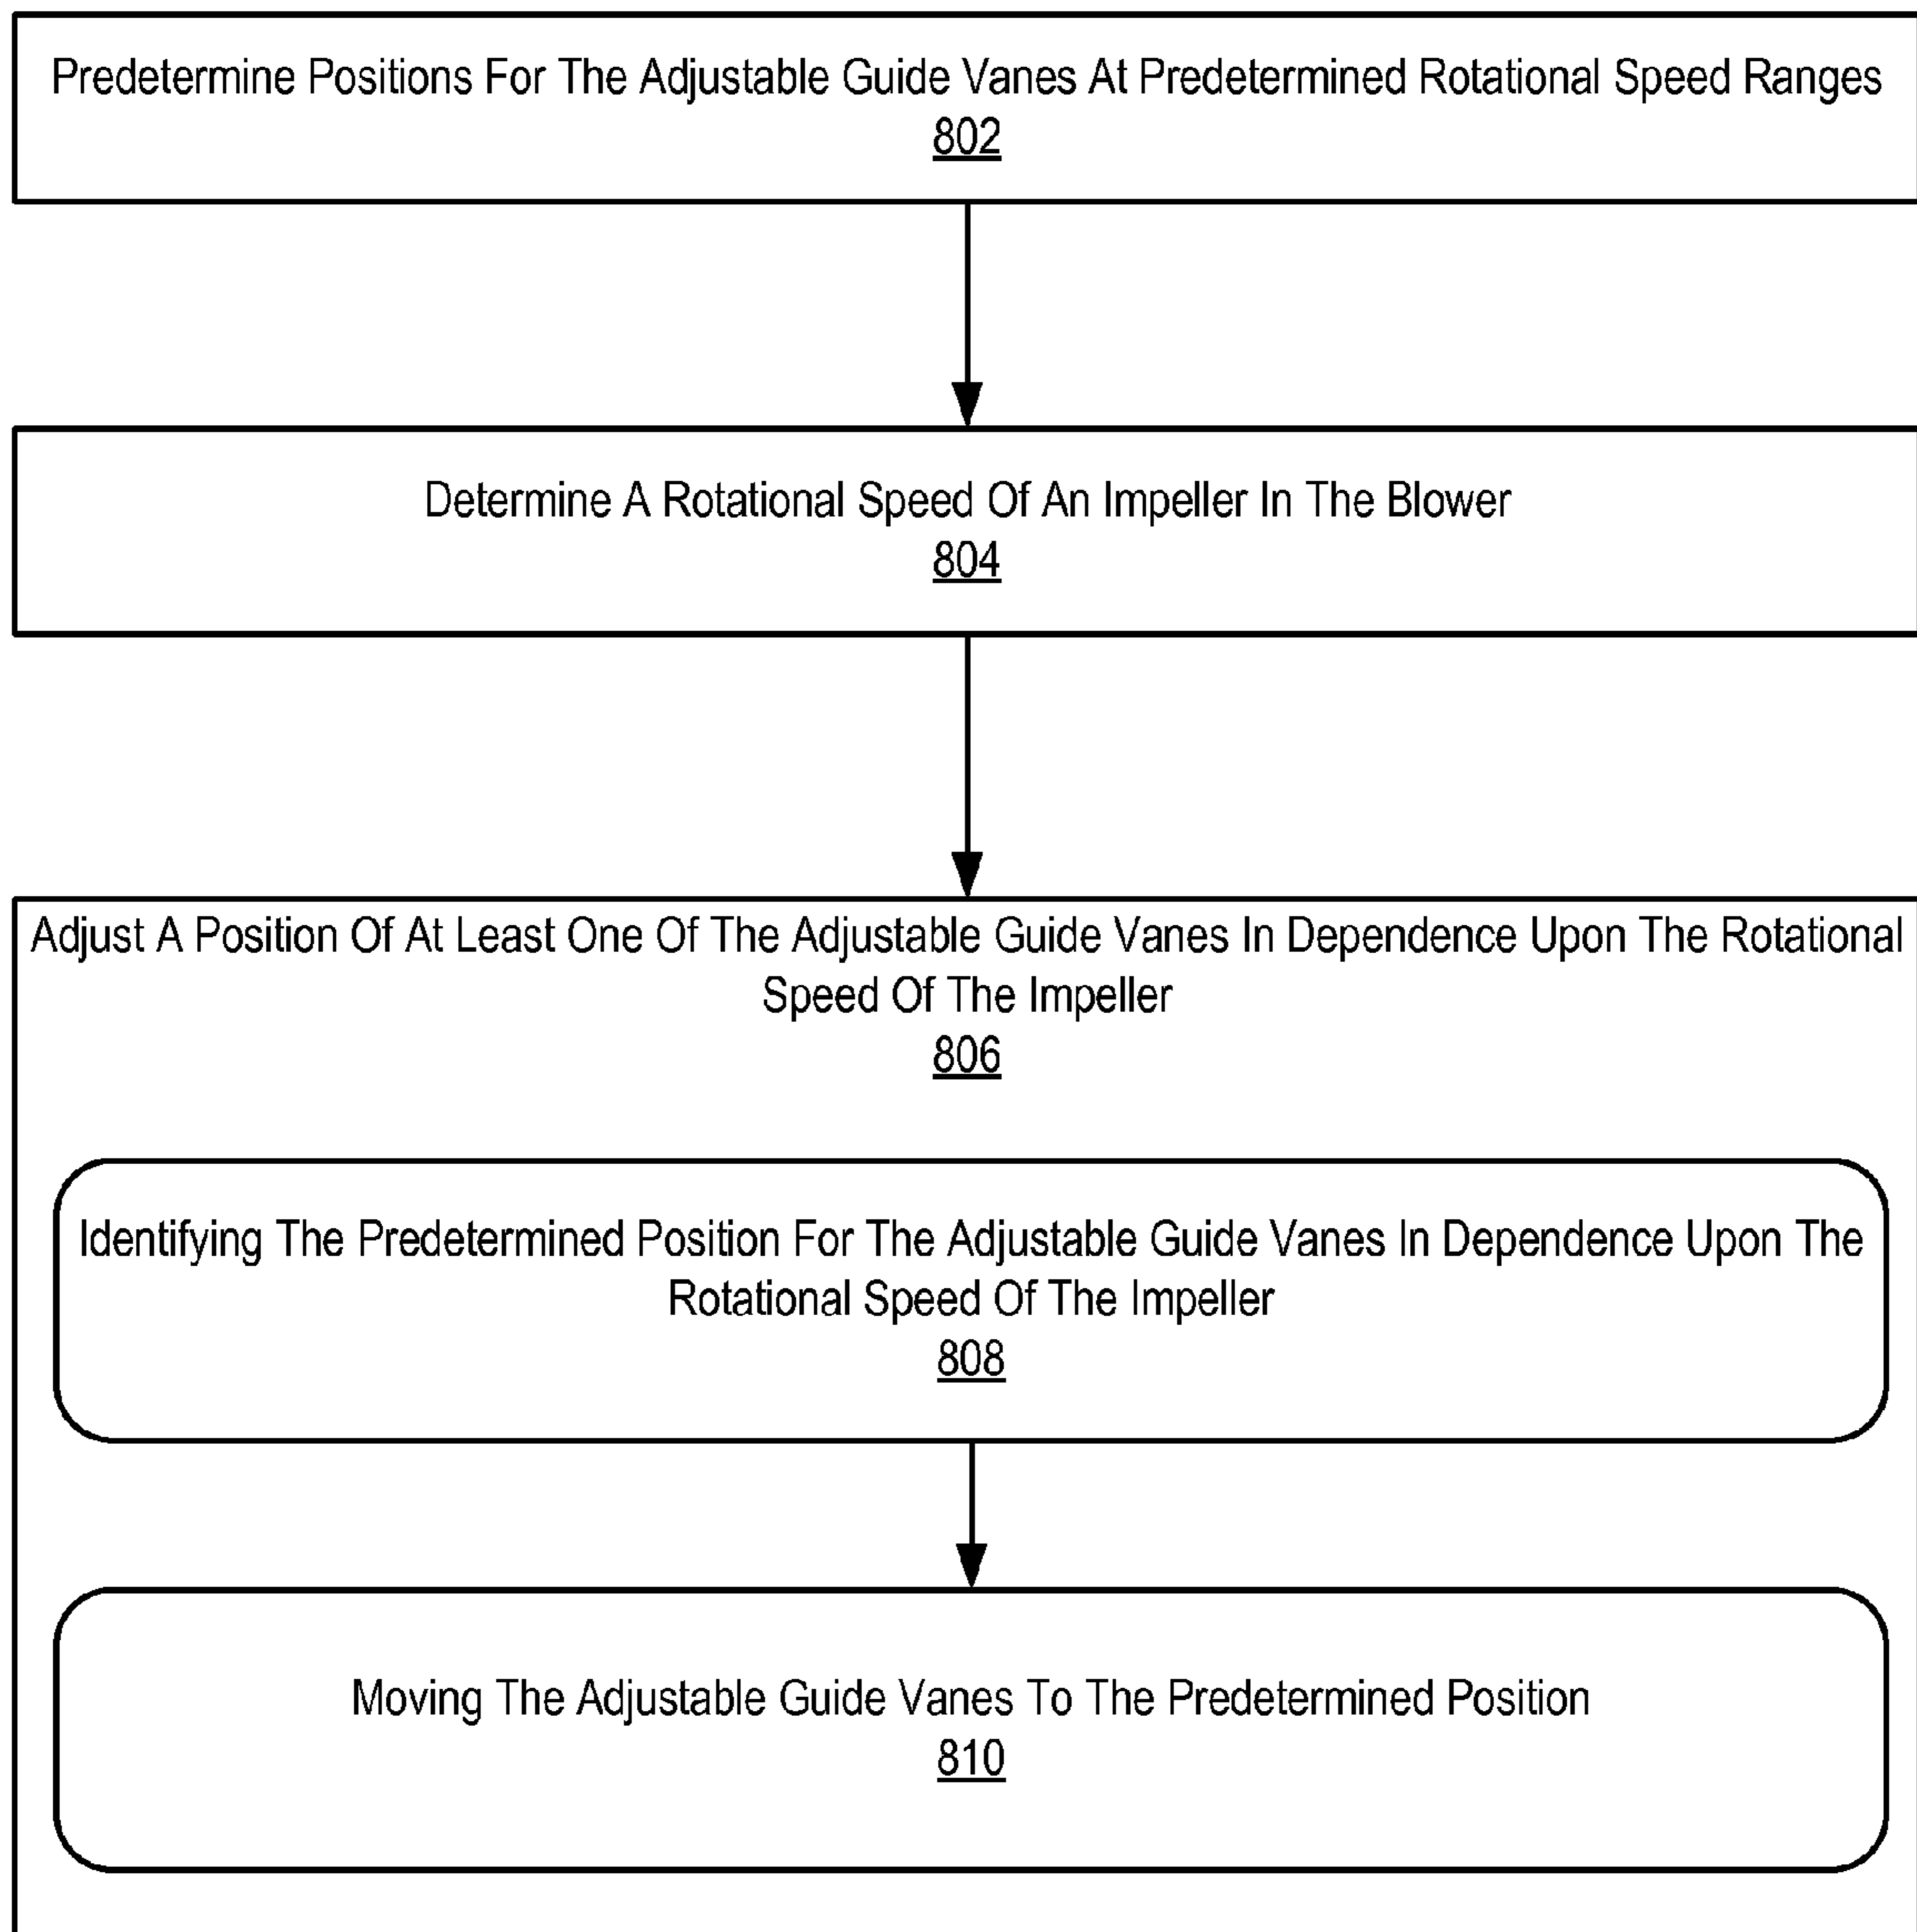 Predetermine Positions For The Adjustable Guide Vanes At Predetermined Rotational Speed Ranges
802
Determine A Rotational Speed Of An Impeller In The Blower
804
Adjust A Position Of At Least One Of The Adjustable Guide Vanes In Dependence Upon The Rotational
Speed Of The Impeller
806
Identifying The Predetermined Position For The Adjustable Guide Vanes In Dependence Upon The
Rotational Speed Of The Impeller
808
Moving The Adjustable Guide Vanes To The Predetermined Position
810